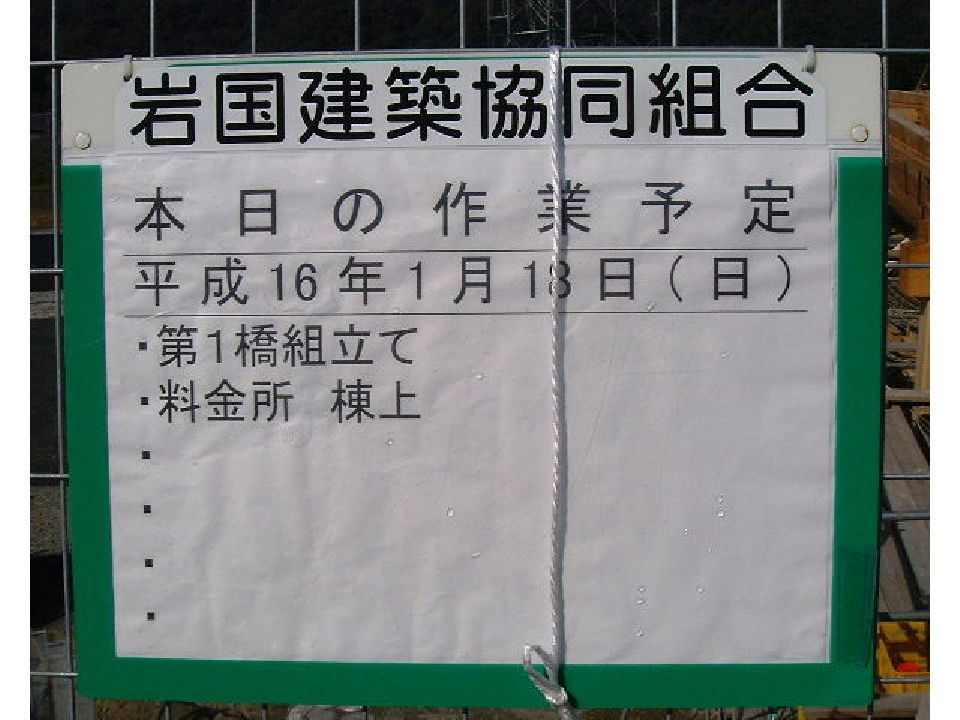 岩国建築協同組合
本日の作業予定
平成16年1月18日(日)
・第1橋組立て
・料金所 棟上
・
・
・
・